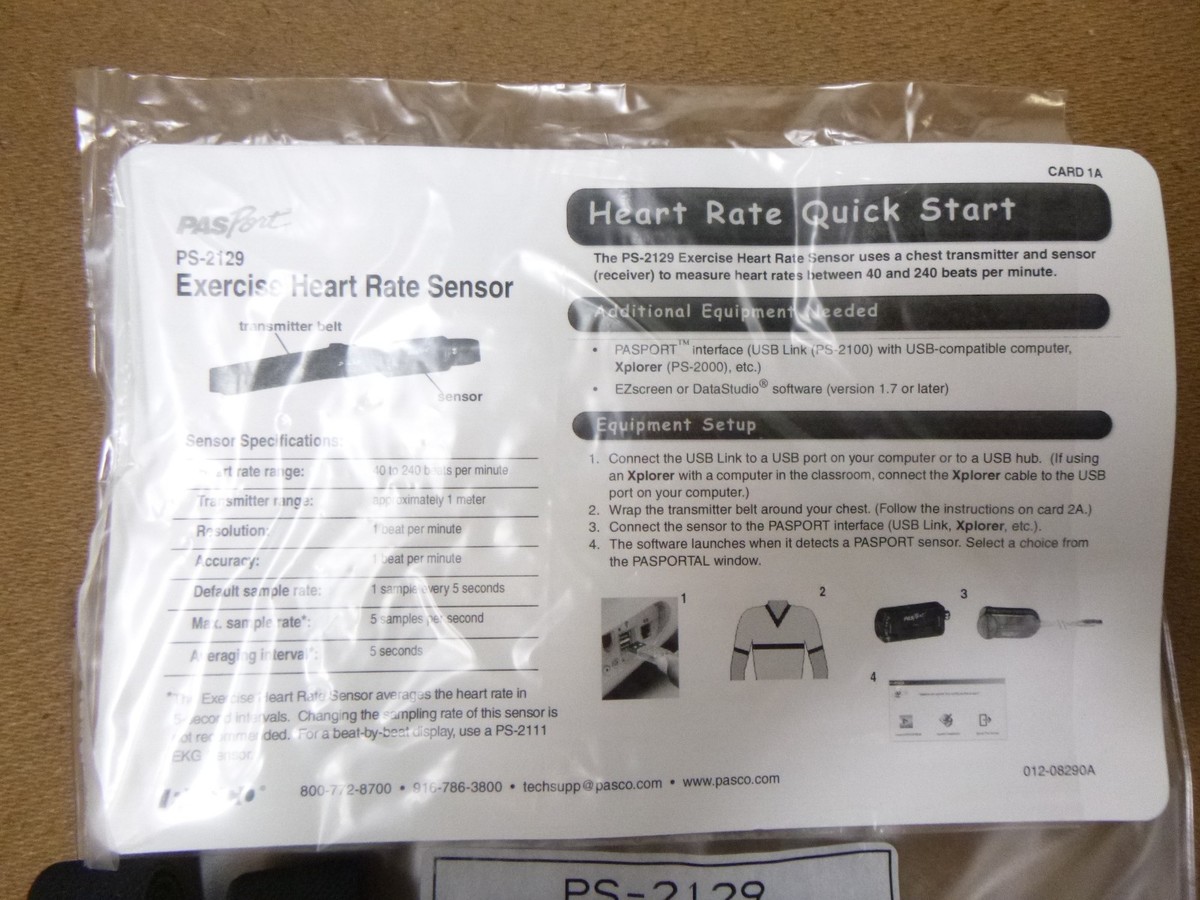 CARD 1A
PASPort
PS-2129
Exercise Heart Rate Sensor
transmitter belt
sensor
Sensor Specifications:
Heart rate range: 40 to 240 beats per minute
Transmitter range: approximately 1 meter
Resolution: 1 beat per minute
Accuracy: 1 beat per minute
Default sample rate: 1 sample every 5 seconds
Max. sample rate*: 5 samples per second
Averaging interval*: 5 seconds
*The Exercise Heart Rate Sensor averages the heart rate in
5-second intervals. Changing the sampling rate of this sensor is
not recommended. For a beat-by-beat display, use a PS-2111
EKG Sensor.
Heart Rate Quick Start
The PS-2129 Exercise Heart Rate Sensor uses a chest transmitter and sensor
(receiver) to measure heart rates between 40 and 240 beats per minute.
Additional Equipment Needed
• PASPORT™ interface (USB Link (PS-2100) with USB-compatible computer,
Xplorer (PS-2000), etc.)
• EZscreen or DataStudio® software (version 1.7 or later)
Equipment Setup
1. Connect the USB Link to a USB port on your computer or to a USB hub. (If using
an Xplorer with a computer in the classroom, connect the Xplorer cable to the USB
port on your computer.)
2. Wrap the transmitter belt around your chest. (Follow the instructions on card 2A.)
3. Connect the sensor to the PASPORT interface (USB Link, Xplorer, etc.).
4. The software launches when it detects a PASPORT sensor. Select a choice from
the PASPORTAL window.
1
2
3
4
012-08290A
800-772-8700 • 916-786-3800 • techsupp@pasco.com • www.pasco.com
PS-2129